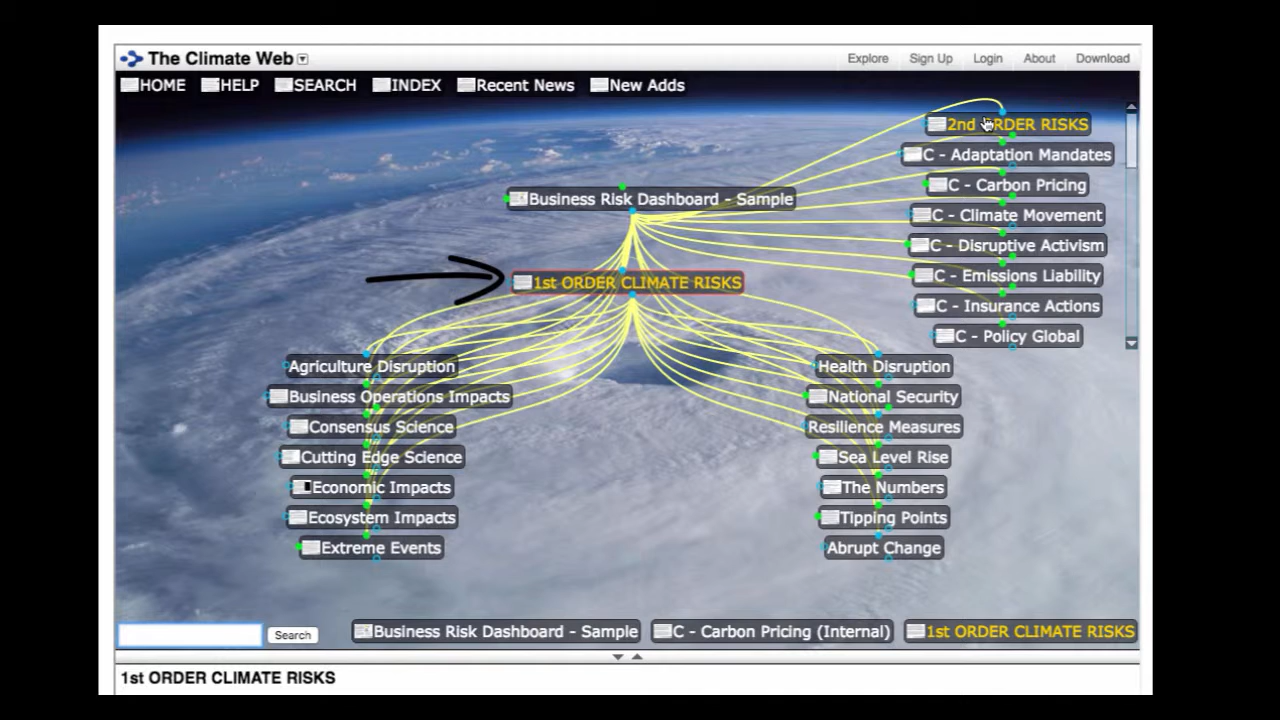 The Climate Web
Explore Sign Up Login About Download
HOME HELP SEARCH INDEX Recent News New Adds
2nd ORDER RISKS
C - Adaptation Mandates
C - Carbon Pricing
Business Risk Dashboard - Sample
C - Climate Movement
C - Disruptive Activism
C - Emissions Liability
1st ORDER CLIMATE RISKS
C - Insurance Actions
C - Policy Global
Agriculture Disruption
Business Operations Impacts
Consensus Science
Cutting Edge Science
Economic Impacts
Ecosystem Impacts
Extreme Events
Health Disruption
National Security
Resilience Measures
Sea Level Rise
The Numbers
Tipping Points
Abrupt Change
Search Business Risk Dashboard - Sample C - Carbon Pricing (Internal) 1st ORDER CLIMATE RISKS
1st ORDER CLIMATE RISKS